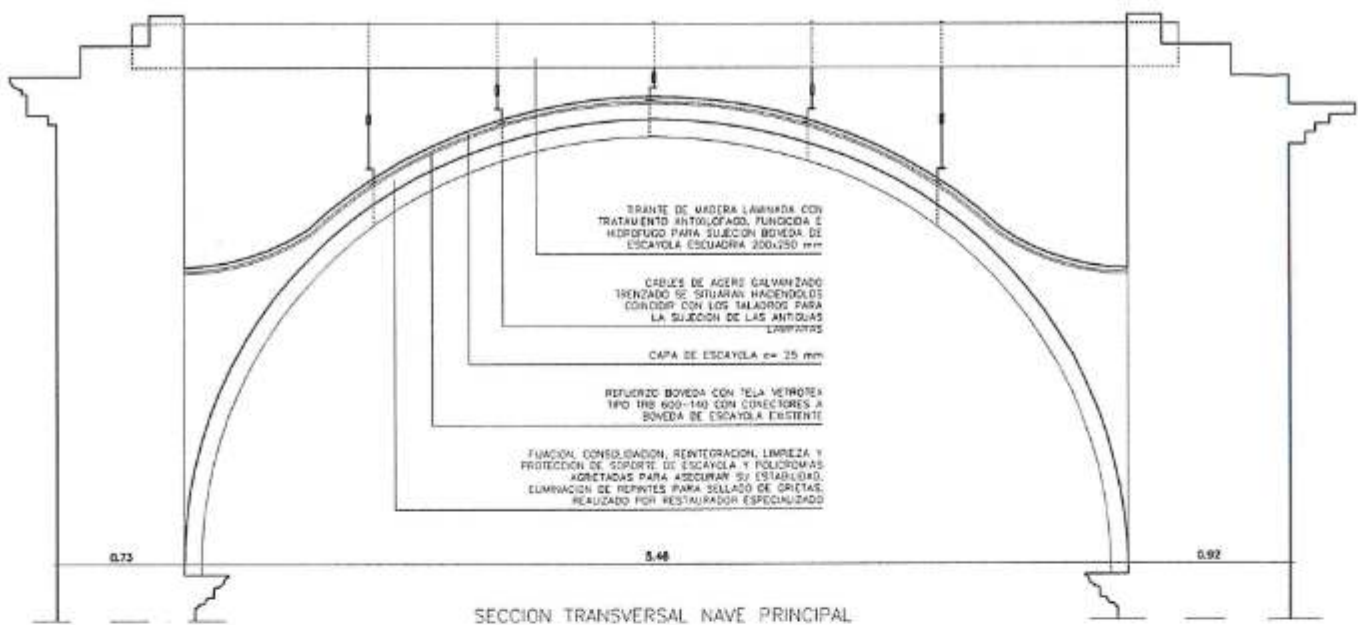 TIRANTE DE MADERA LAMINADA CON
TRATAMIENTO ANTIXILOFAGO, FUNGICIDA E
HIDROFUGO PARA SUJECION BOVEDA DE
ESCAYOLA ESCUADRIA 200x250 mm
CABLES DE ACERO GALVANIZADO
TRENZADO SE SITUARAN HACIENDOLOS
COINCIDIR CON LOS TALADROS PARA
LA SUJECION DE LAS ANTIGUAS
LAMPARAS
CAPA DE ESCAYOLA e= 25 mm
REFUERZO BOVEDA CON TELA VETROTEX
TIPO TRB 600-140 CON CONECTORES A
BOVEDA DE ESCAYOLA EXISTENTE
FIJACION, CONSOLIDACION, REINTEGRACION, LIMPIEZA Y
PROTECCION DE SOPORTE DE ESCAYOLA Y POLICROMIAS
AGRIETADAS PARA ASEGURAR SU ESTABILIDAD,
ELIMINACION DE REPINTES PARA SELLADO DE GRIETAS,
REALIZADO POR RESTAURADOR ESPECIALIZADO
0.73 5.46 0.92
SECCION TRANSVERSAL NAVE PRINCIPAL